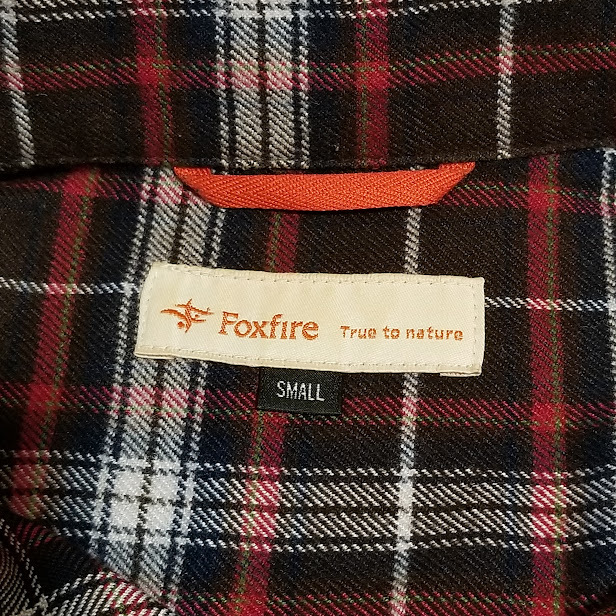 Foxfire True to nature
SMALL